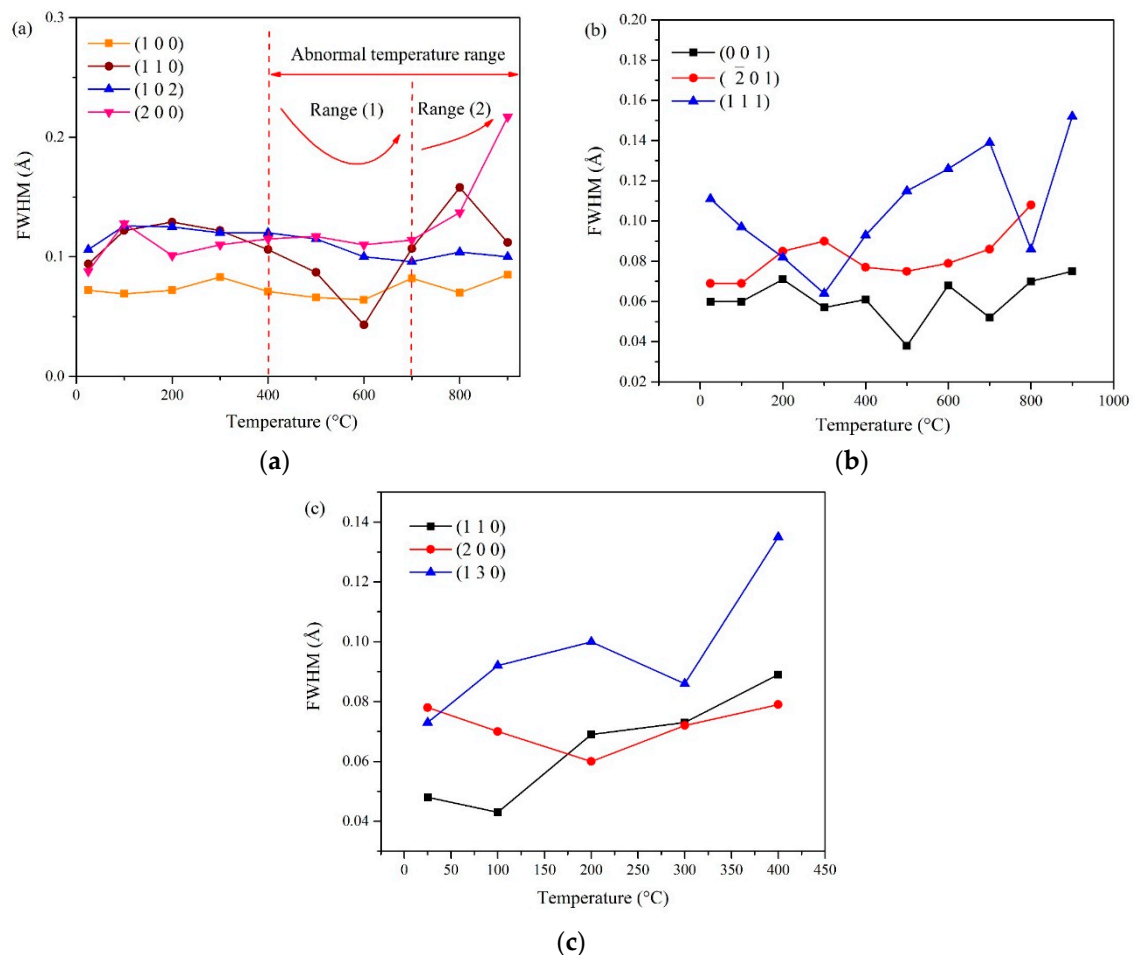 (a)
(1 0 0)
(1 1 0)
(1 0 2)
(2 0 0)
Abnormal temperature range
Range (1)
Range (2)
0.3
0.2
0.1
0.0
FWHM (Å)
0 200 400 600 800
Temperature (°C)
(a)
(b)
(0 0 1)
(2̅ 0 1)
(1 1 1)
0.20
0.18
0.16
0.14
0.12
0.10
0.08
0.06
0.04
0.02
FWHM (Å)
0 200 400 600 800 1000
Temperature (°C)
(b)
(c)
(1 1 0)
(2 0 0)
(1 3 0)
0.14
0.12
0.10
0.08
0.06
0.04
FWHM (Å)
0 50 100 150 200 250 300 350 400 450
Temperature (°C)
(c)